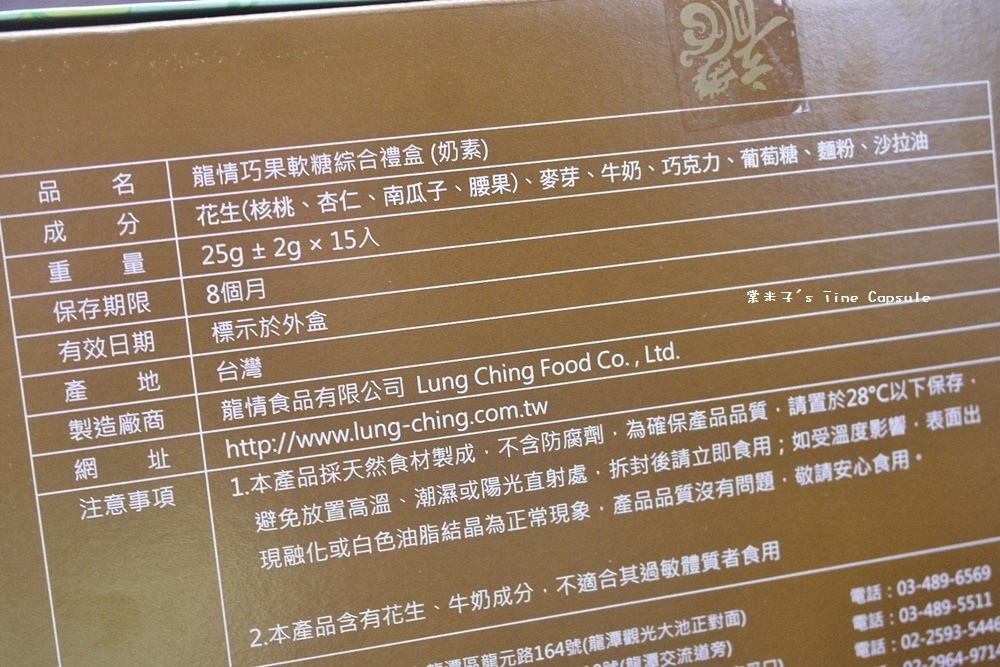 品名 龍情巧果軟糖綜合禮盒 (奶素)
成分 花生(核桃、杏仁、南瓜子、腰果)、麥芽、牛奶、巧克力、葡萄糖、麵粉、沙拉油
重量 25g ± 2g × 15入
保存期限 8個月
有效日期 標示於外盒
產地 台灣
製造廠商 龍情食品有限公司 Lung Ching Food Co., Ltd.
網址 http://www.lung-ching.com.tw
注意事項 1.本產品採天然食材製成，不含防腐劑，為確保產品品質，請置於28°C以下保存，
避免放置高溫、潮濕或陽光直射處，拆封後請立即食用；如受溫度影響，表面出
現融化或白色油脂結晶為正常現象，產品品質沒有問題，敬請安心食用。
2.本產品含有花生、牛奶成分，不適合其過敏體質者食用
龍潭區龍元路164號(龍潭觀光大池正對面)
號(龍潭交流道旁)
電話：03-489-6569
電話：03-489-5511
電話：02-2593-5446
2964-971
's Time Capsule